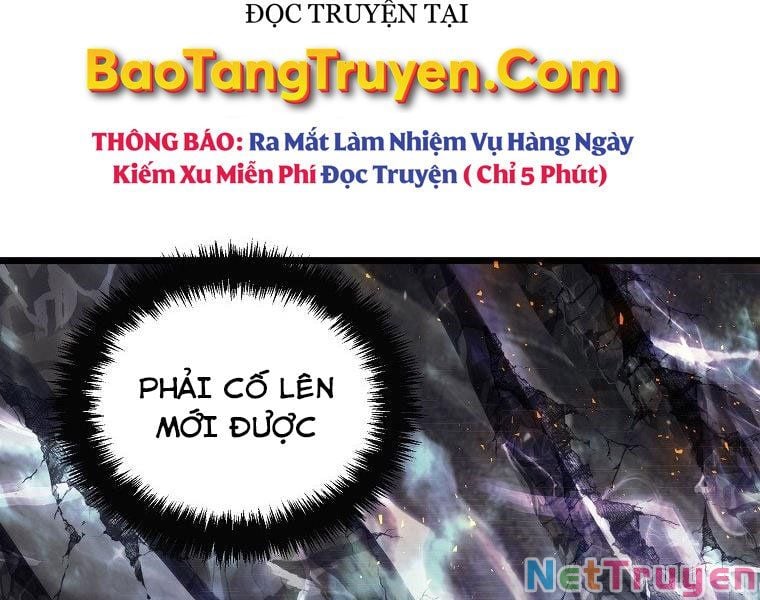 ĐỌC TRUYỆN TẠI
BaoTangTruyen.Com
THÔNG BÁO: Ra Mắt Làm Nhiệm Vụ Hàng Ngày
Kiếm Xu Miễn Phí Đọc Truyện ( Chỉ 5 Phút)
PHẢI CỐ LÊN
MỚI ĐƯỢC
NetTruyen